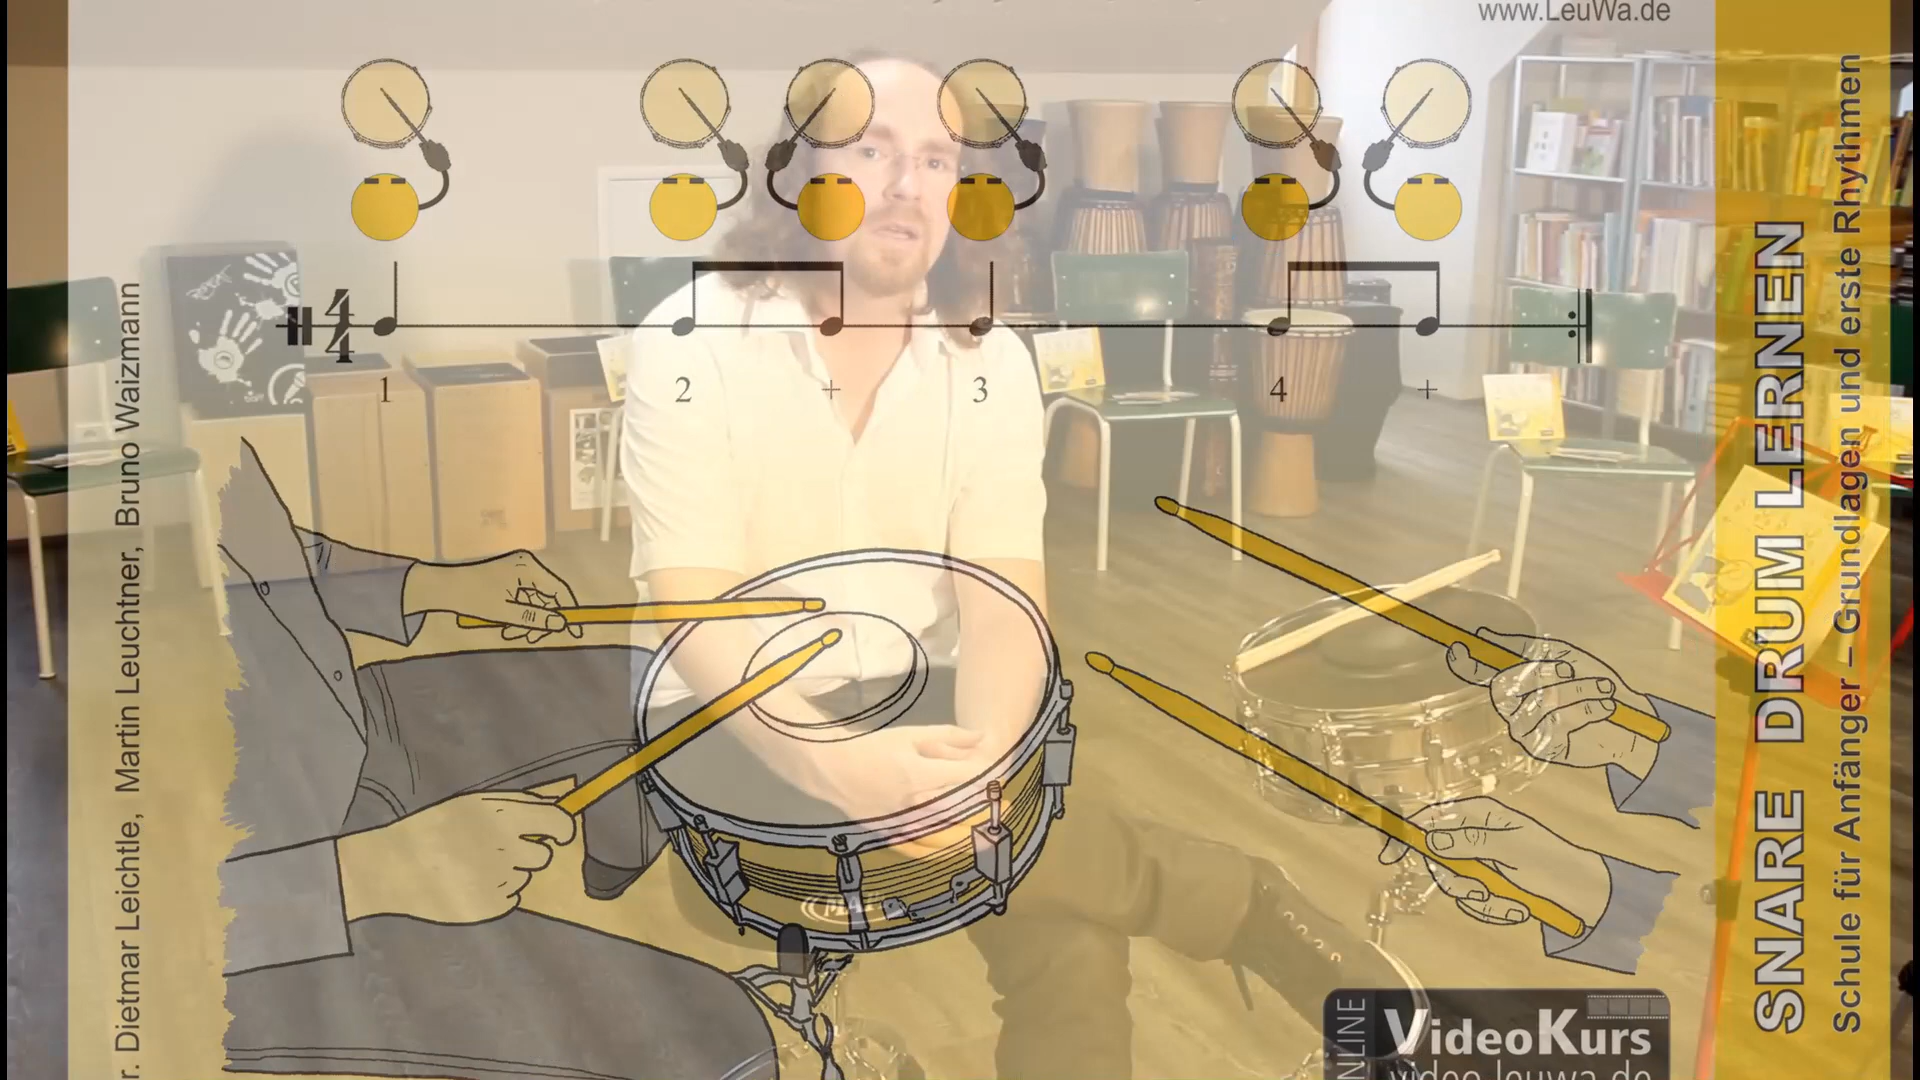 www.LeuWa.de
4
4
1 2 + 3 4 +
r. Dietmar Leichtle, Martin Leuchtner, Bruno Waizmann
SNARE DRUM LERNEN
Schule für Anfänger – Grundlagen und erste Rhythmen
NLINE
VideoKurs
video.leuwa.de